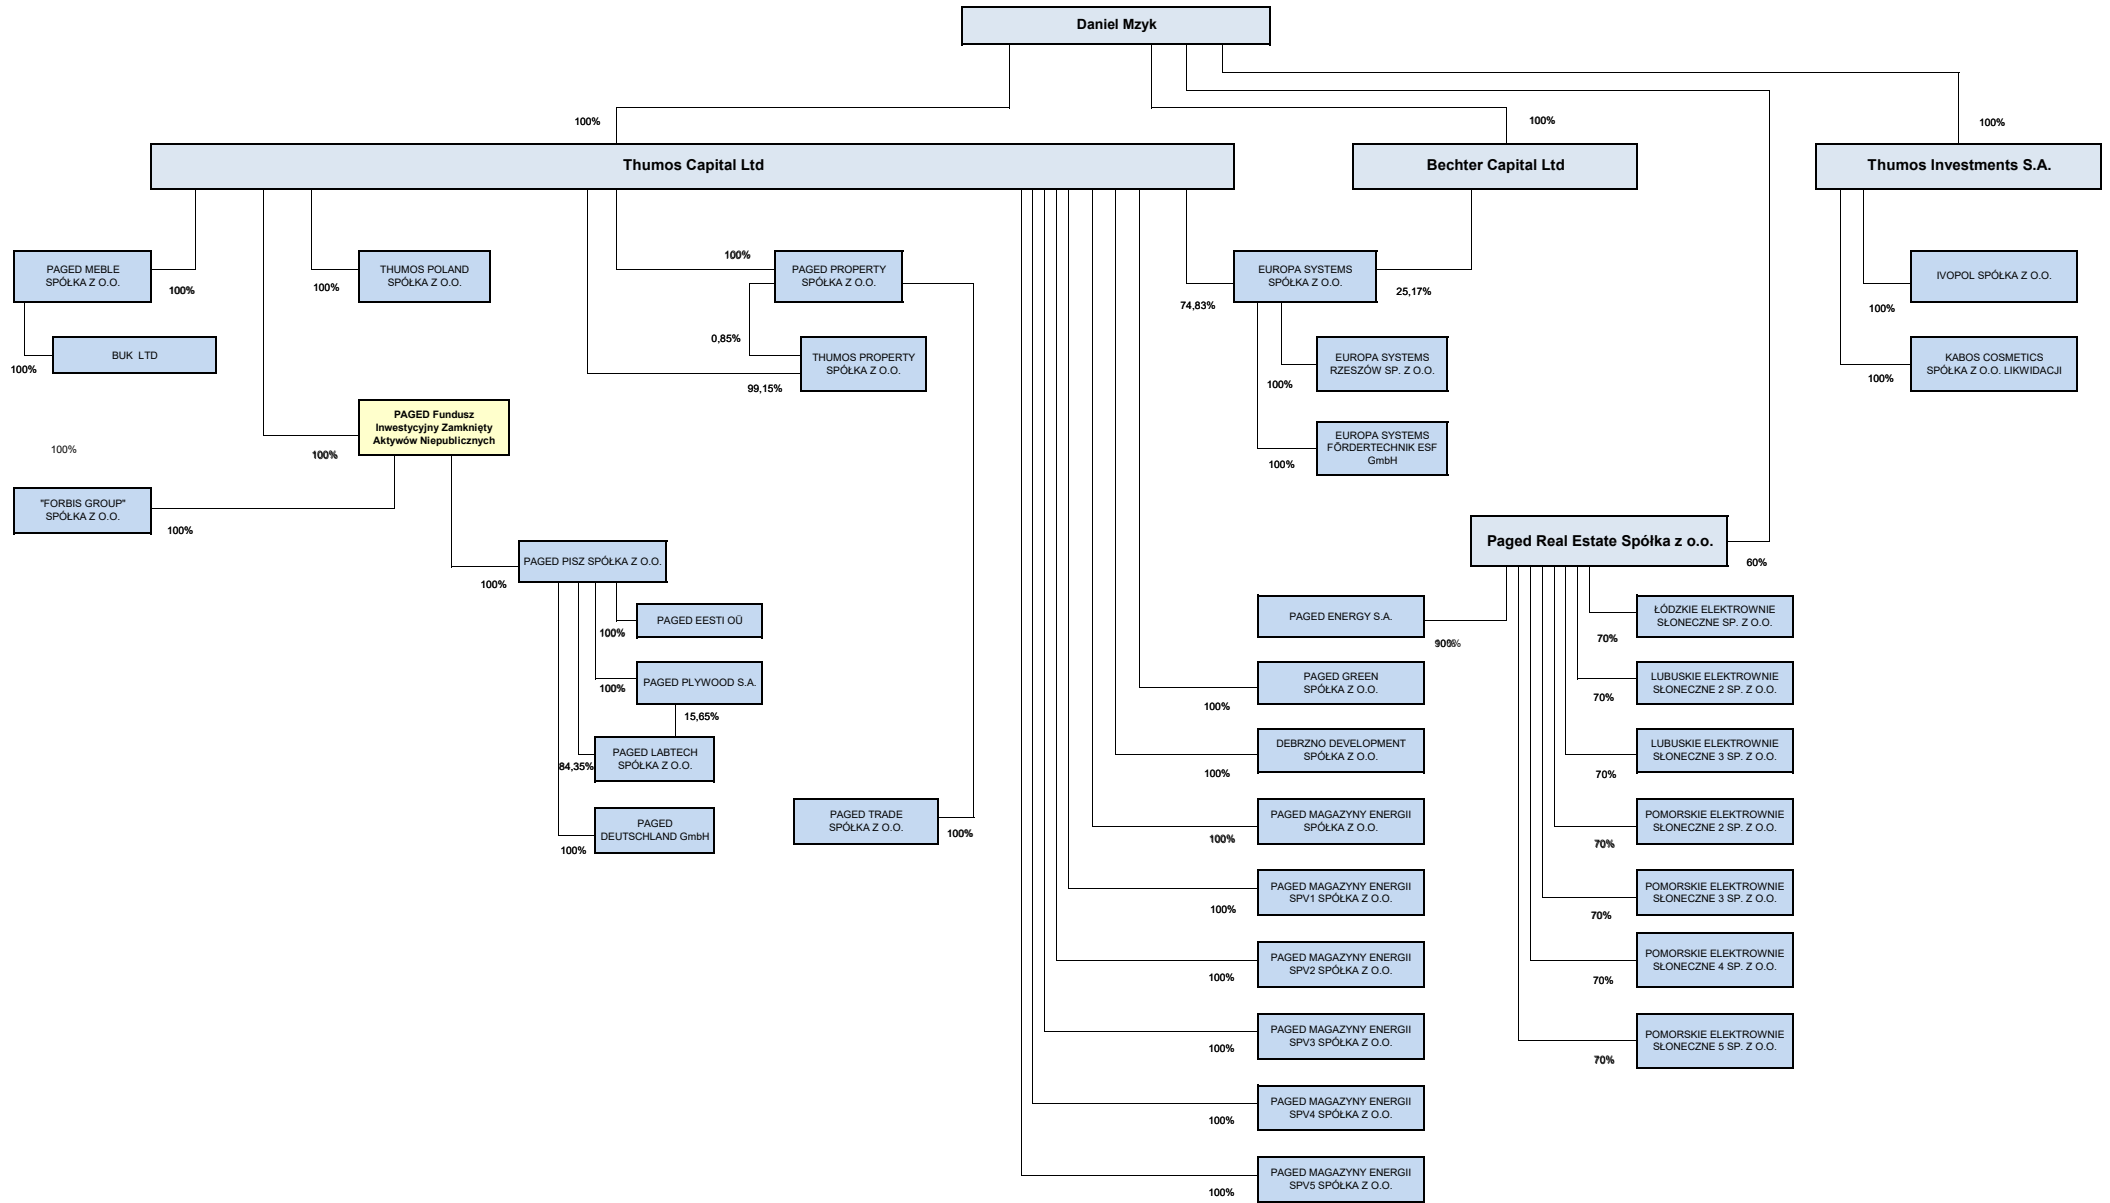 Daniel Mzyk
100%
100%
100%
Thumos Capital Ltd
Bechter Capital Ltd
Thumos Investments S.A.
PAGED MEBLE
SPÓŁKA Z O.O.
100%
THUMOS POLAND
SPÓŁKA Z O.O.
100%
100%
PAGED PROPERTY
SPÓŁKA Z O.O.
EUROPA SYSTEMS
SPÓŁKA Z O.O.
74,83%
25,17%
IVOPOL SPÓŁKA Z O.O.
100%
BUK LTD
100%
0,85%
THUMOS PROPERTY
SPÓŁKA Z O.O.
99,15%
EUROPA SYSTEMS
RZESZÓW SP. Z O.O.
100%
KABOS COSMETICS
SPÓŁKA Z O.O. LIKWIDACJI
100%
PAGED Fundusz
Inwestycyjny Zamknięty
Aktywów Niepublicznych
100%
100%
EUROPA SYSTEMS
FÖRDERTECHNIK ESF
GmbH
100%
"FORBIS GROUP"
SPÓŁKA Z O.O.
100%
Paged Real Estate Spółka z o.o.
60%
PAGED PISZ SPÓŁKA Z O.O.
100%
PAGED EESTI OÜ
100%
PAGED ENERGY S.A.
90%
ŁÓDZKIE ELEKTROWNIE
SŁONECZNE SP. Z O.O.
70%
PAGED PLYWOOD S.A.
100%
15,65%
PAGED GREEN
SPÓŁKA Z O.O.
100%
LUBUSKIE ELEKTROWNIE
SŁONECZNE 2 SP. Z O.O.
70%
PAGED LABTECH
SPÓŁKA Z O.O.
84,35%
DEBRZNO DEVELOPMENT
SPÓŁKA Z O.O.
100%
LUBUSKIE ELEKTROWNIE
SŁONECZNE 3 SP. Z O.O.
70%
PAGED
DEUTSCHLAND GmbH
100%
PAGED TRADE
SPÓŁKA Z O.O.
100%
PAGED MAGAZYNY ENERGII
SPÓŁKA Z O.O.
100%
POMORSKIE ELEKTROWNIE
SŁONECZNE 2 SP. Z O.O.
70%
PAGED MAGAZYNY ENERGII
SPV1 SPÓŁKA Z O.O.
100%
POMORSKIE ELEKTROWNIE
SŁONECZNE 3 SP. Z O.O.
70%
PAGED MAGAZYNY ENERGII
SPV2 SPÓŁKA Z O.O.
100%
POMORSKIE ELEKTROWNIE
SŁONECZNE 4 SP. Z O.O.
70%
PAGED MAGAZYNY ENERGII
SPV3 SPÓŁKA Z O.O.
100%
POMORSKIE ELEKTROWNIE
SŁONECZNE 5 SP. Z O.O.
70%
PAGED MAGAZYNY ENERGII
SPV4 SPÓŁKA Z O.O.
100%
PAGED MAGAZYNY ENERGII
SPV5 SPÓŁKA Z O.O.
100%